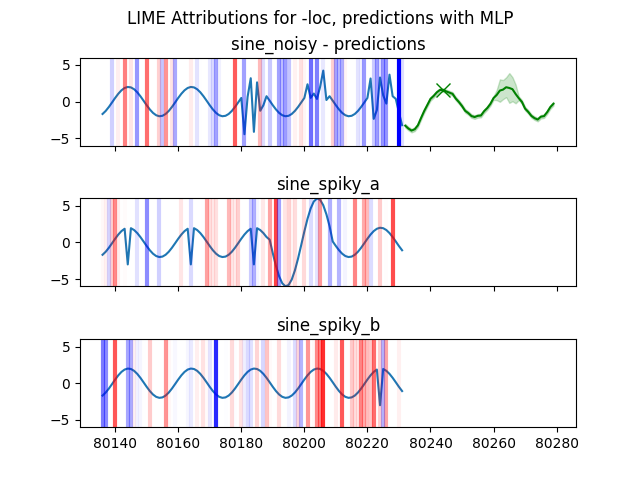 LIME Attributions for -loc, predictions with MLP
sine_noisy - predictions
5
0
−5
sine_spiky_a
5
0
−5
sine_spiky_b
5
0
−5
80140 80160 80180 80200 80220 80240 80260 80280